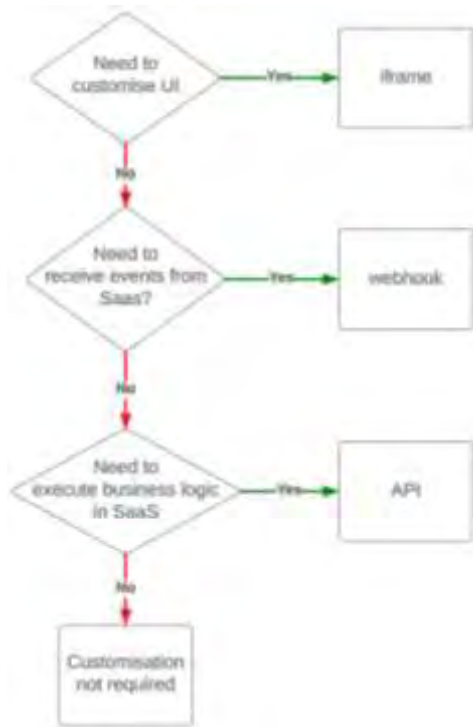 Need to
customise UI
Yes
iframe
No
Need to
receive events from
Saas?
Yes
webhook
No
Need to
execute business logic
in SaaS
Yes
API
No
Customisation
not required